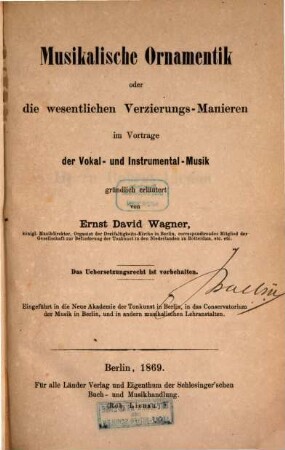 Musikalische Ornamentik
oder
die wesentlichen Verzierungs-Manieren
im Vortrage
der Vokal- und Instrumental-Musik
gründlich erläutert
von
Ernst David Wagner,
königl. Musikdirektor, Organist der Dreifaltigkeits-Kirche in Berlin, correspondirendes Mitglied der
Gesellschaft zur Beförderung der Tonkunst in den Niederlanden zu Rotterdam, etc. etc.
Das Uebersetzungsrecht ist vorbehalten.
Eingeführt in die Neue Akademie der Tonkunst in Berlin, in das Conservatorium
der Musik in Berlin, und in andern musikalischen Lehranstalten.
Berlin, 1869.
Für alle Länder Verlag und Eigenthum der Schlesinger'schen
Buch- und Musikhandlung.
(Rob. Lienau.)